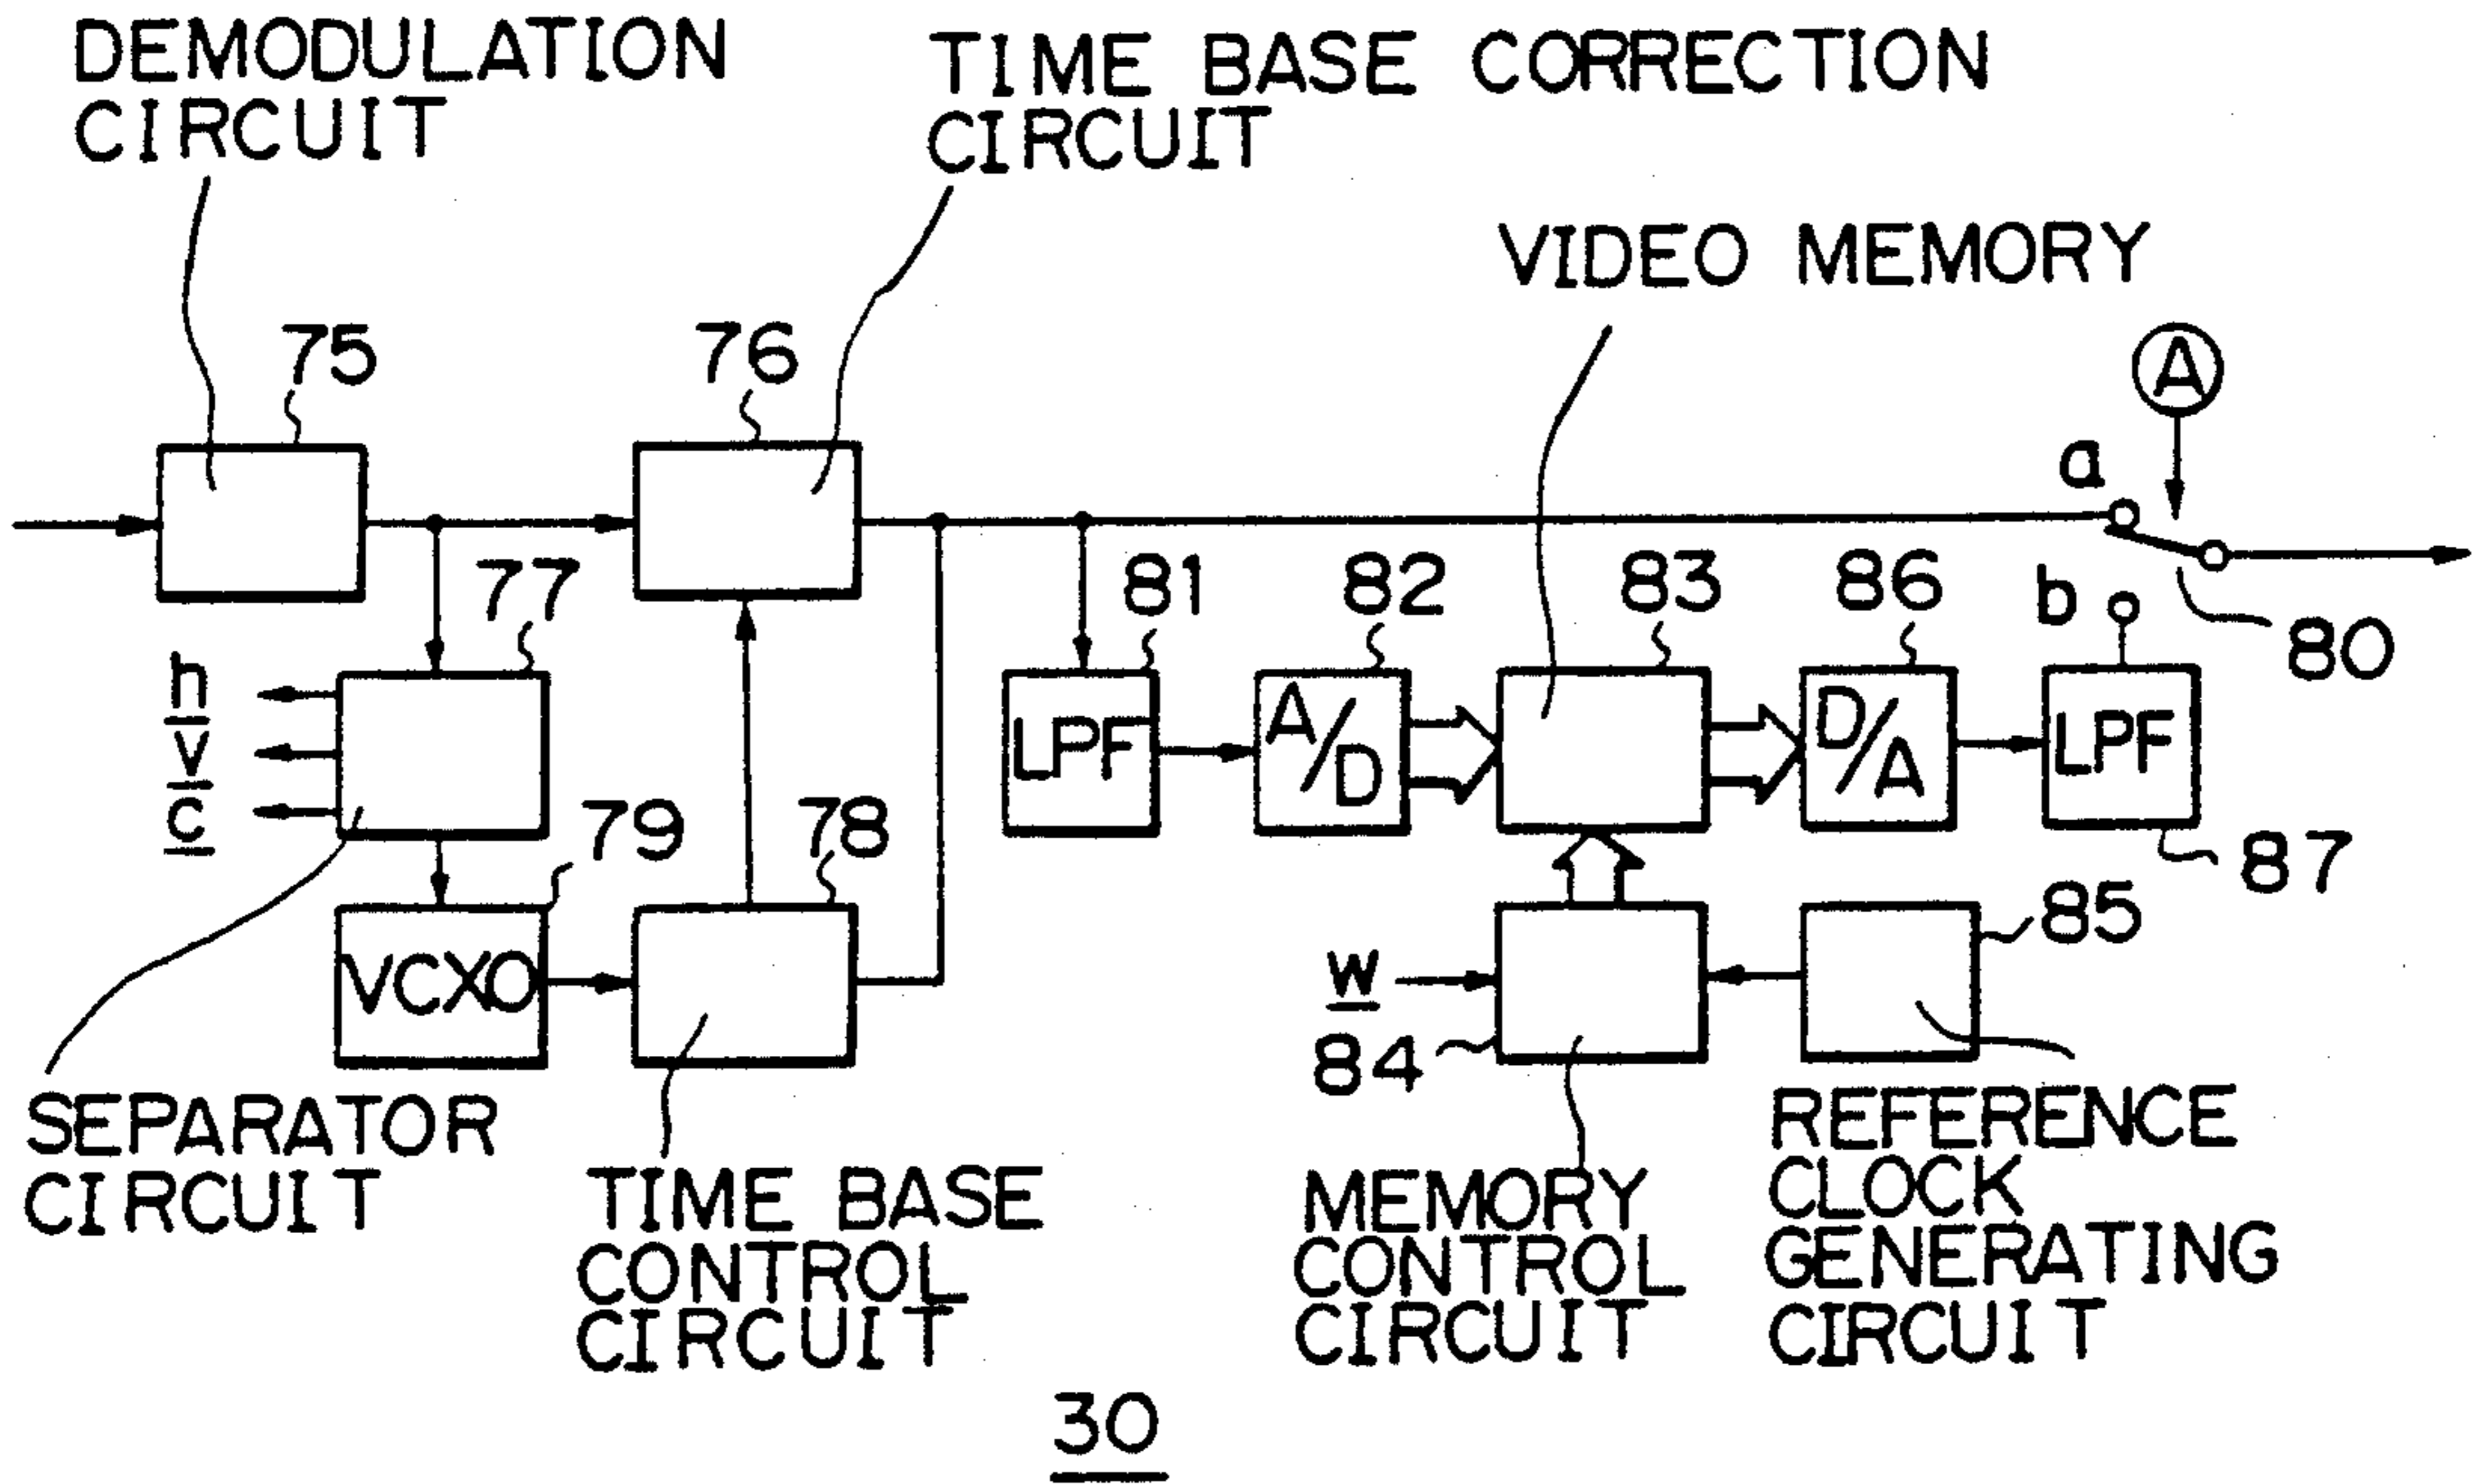 DEMODULATION
CIRCUIT
TIME BASE CORRECTION
CIRCUIT
VIDEO MEMORY
75
76
A
a
77
81
82
83
86
b
80
h
v
c
LPF
A/D
D/A
LPF
79
78
87
85
VCXO
w
84
SEPARATOR
CIRCUIT
TIME BASE
CONTROL
CIRCUIT
MEMORY
CONTROL
CIRCUIT
REFERENCE
CLOCK
GENERATING
CIRCUIT
30